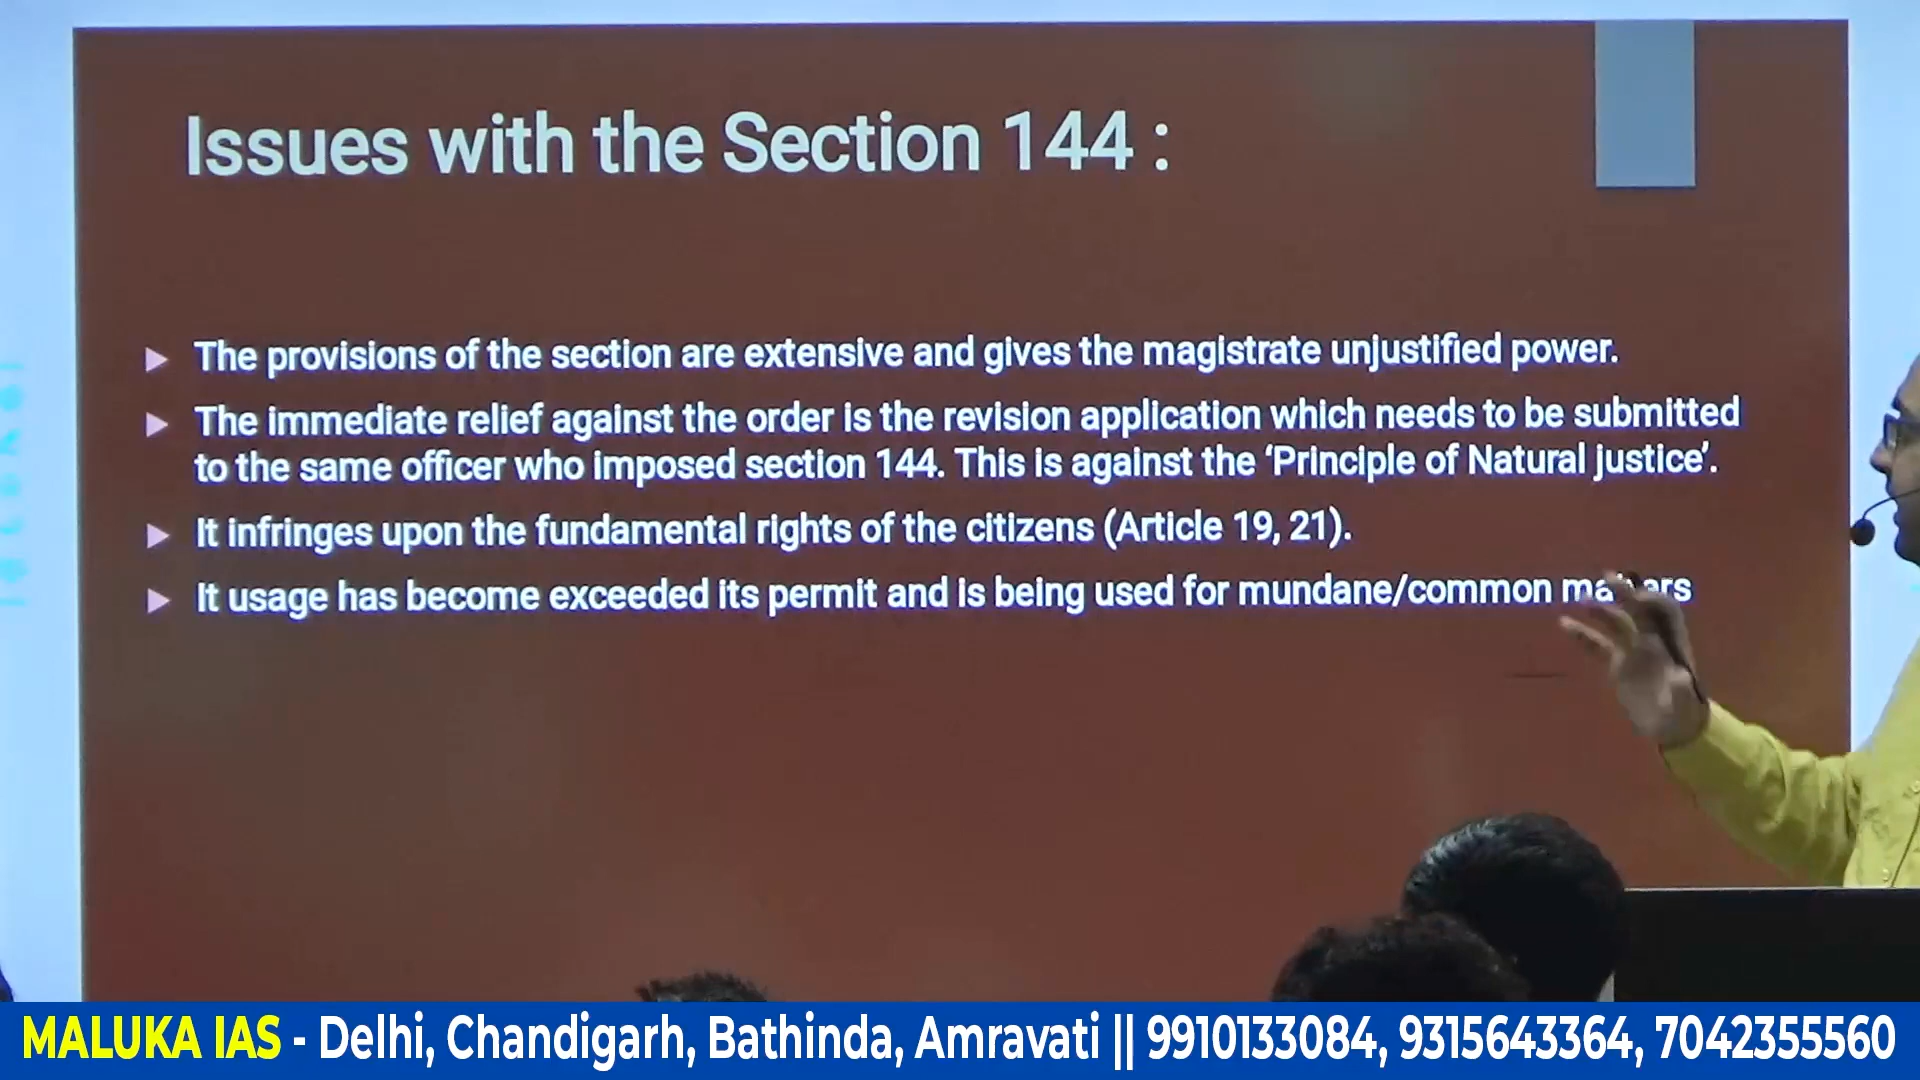 Issues with the Section 144 :
The provisions of the section are extensive and gives the magistrate unjustified power.
The immediate relief against the order is the revision application which needs to be submitted
to the same officer who imposed section 144. This is against the ‘Principle of Natural justice’.
It infringes upon the fundamental rights of the citizens (Article 19, 21).
It usage has become exceeded its permit and is being used for mundane/common matters
MALUKA IAS - Delhi, Chandigarh, Bathinda, Amravati || 9910133084, 9315643364, 7042355560